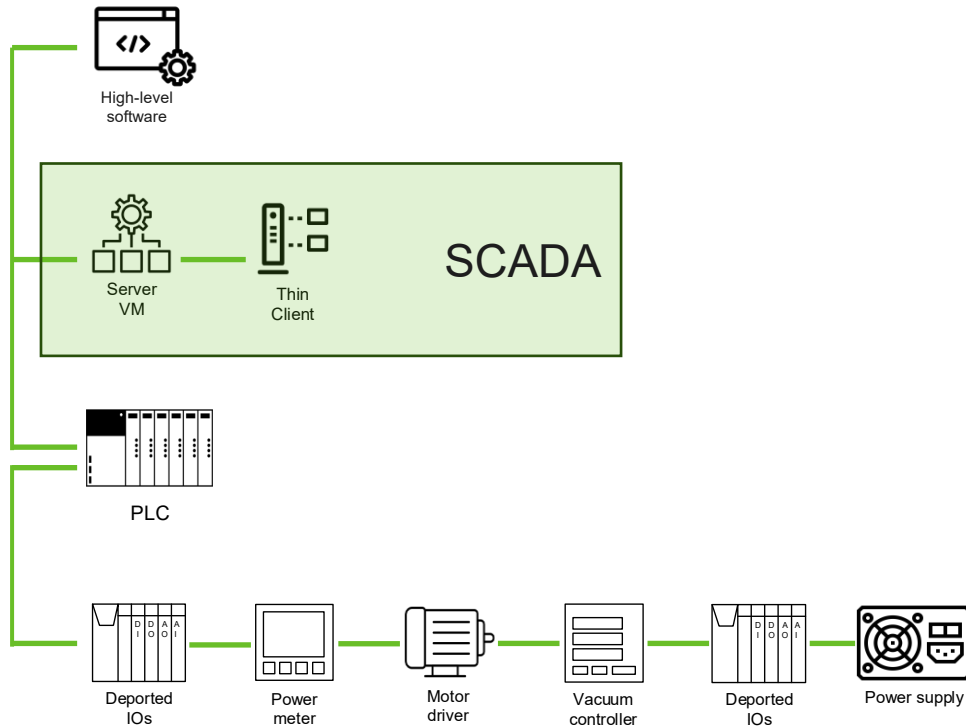 </>
High-level
software
SCADA
Server
VM
Thin
Client
PLC
D D A A
I O O I
D D A A
I O O I
Deported
IOs
Power
meter
Motor
driver
Vacuum
controller
Deported
IOs
Power supply